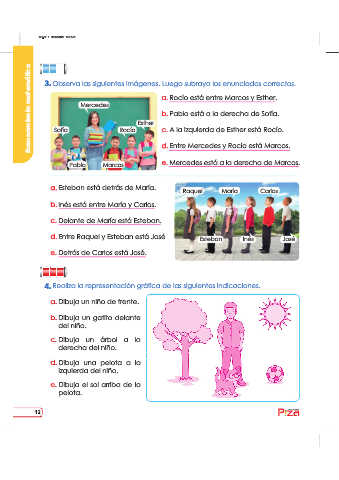 Razonamiento matemático
3. Observa las siguientes imágenes. Luego subraya los enunciados correctos.
Mercedes
Esther
Sofía
Rocío
Pablo
Marcos
a. Rocío está entre Marcos y Esther.
b. Pablo está a la derecha de Sofía.
c. A la izquierda de Esther está Rocío.
d. Entre Mercedes y Rocío está Marcos.
e. Mercedes está a la derecha de Marcos.
a. Esteban está detrás de María.
b. Inés está entre María y Carlos.
c. Delante de María está Esteban.
d. Entre Raquel y Esteban está José
e. Detrás de Carlos está José.
Raquel
María
Carlos
Esteban
Inés
José
4. Realiza la representación gráfica de las siguientes indicaciones.
a. Dibuja un niño de frente.
b. Dibuja un gatito delante
del niño.
c. Dibuja un árbol a la
derecha del niño.
d. Dibuja una pelota a la
izquierda del niño.
e. Dibuja el sol arriba de la
pelota.